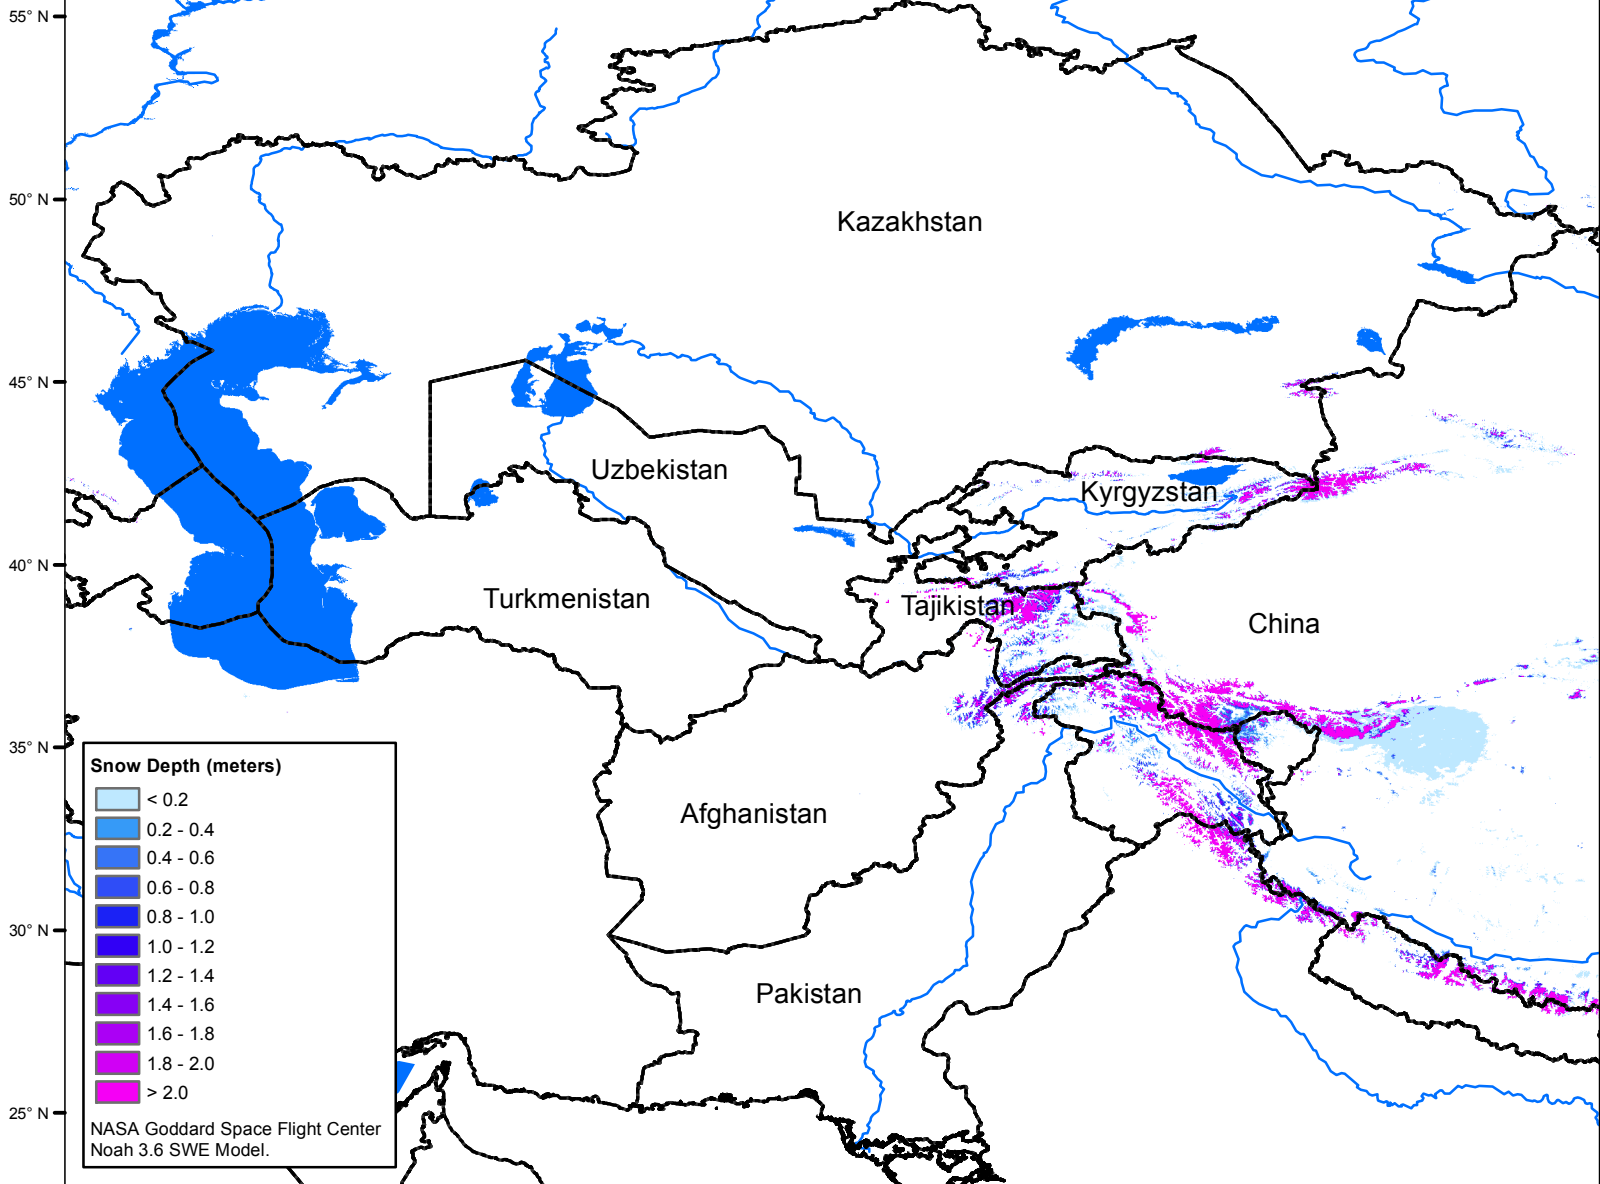 55° N
50° N
Kazakhstan
45° N
Uzbekistan
Kyrgyzstan
40° N
Turkmenistan
Tajikistan
China
35° N
Snow Depth (meters)
< 0.2
0.2 - 0.4
0.4 - 0.6
0.6 - 0.8
0.8 - 1.0
1.0 - 1.2
1.2 - 1.4
1.4 - 1.6
1.6 - 1.8
1.8 - 2.0
> 2.0
NASA Goddard Space Flight Center
Noah 3.6 SWE Model.
Afghanistan
30° N
Pakistan
25° N